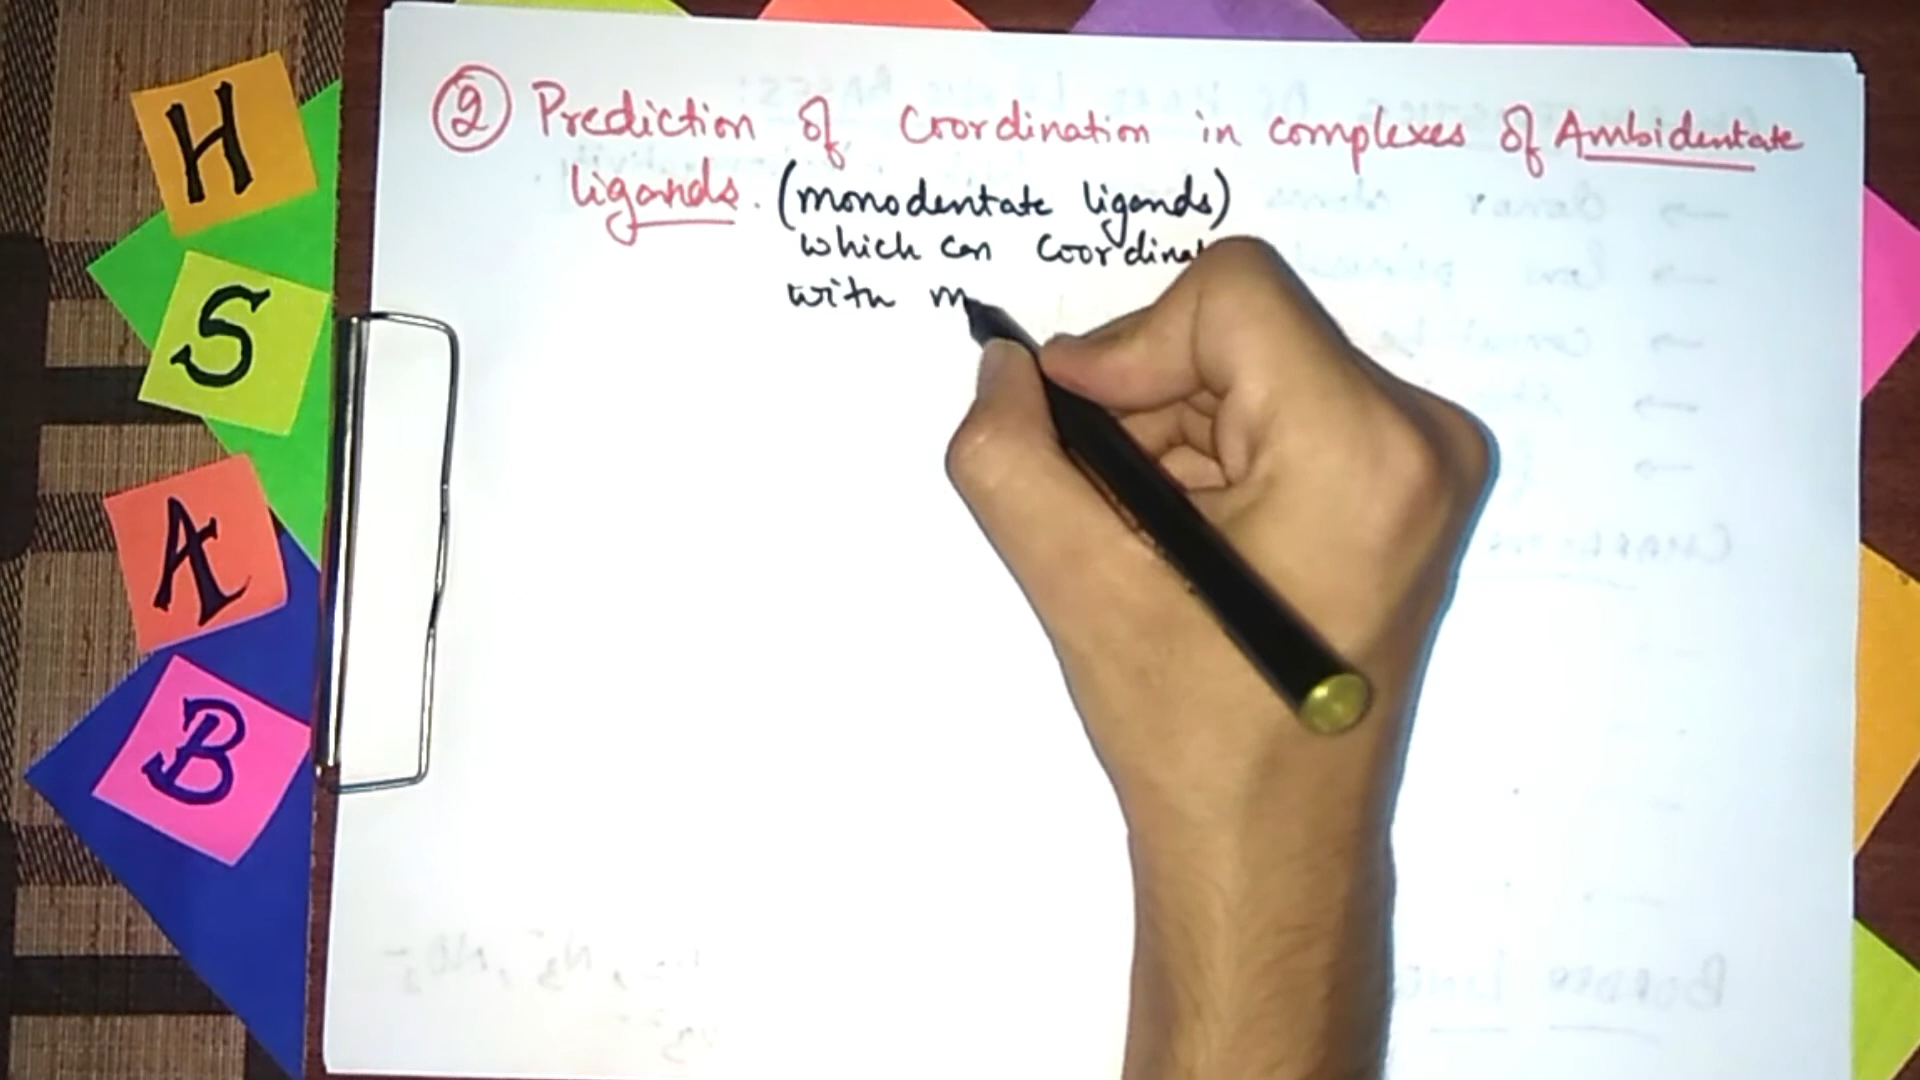 H
S
A
B
② Prediction of Coordination in complexes of Ambidentate
ligands. (monodentate ligands)
which can Coordinat
with m